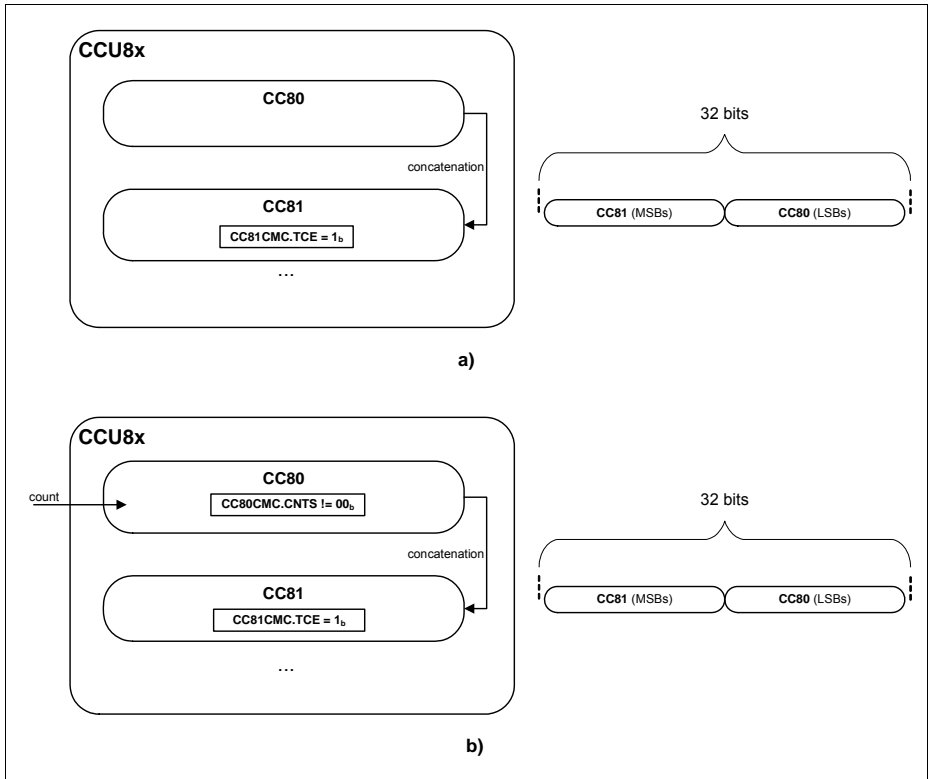 CCU8x
CC80
32 bits
concatenation
CC81
CC81 (MSBs)
CC80 (LSBs)
CC81CMC.TCE = 1b
...
a)
CCU8x
CC80
count
CC80CMC.CNTS != 00b
32 bits
concatenation
CC81
CC81 (MSBs)
CC80 (LSBs)
CC81CMC.TCE = 1b
...
b)